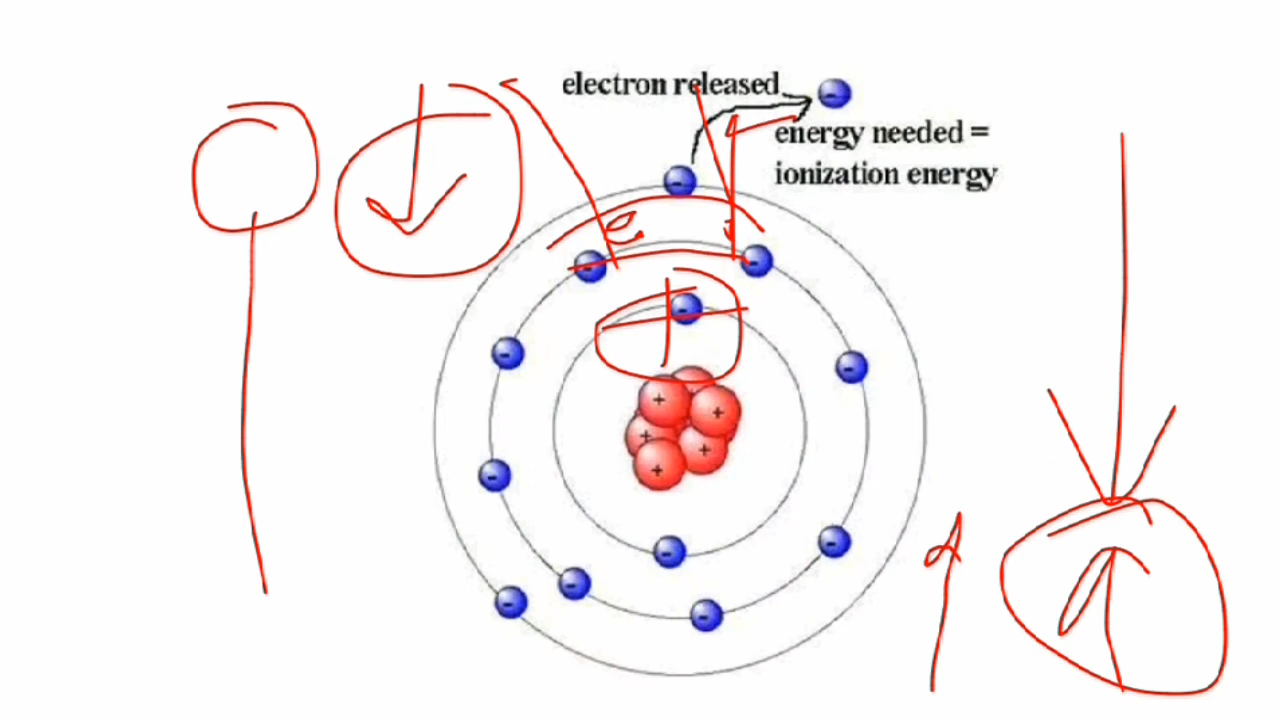 electron released
energy needed =
ionization energy
e